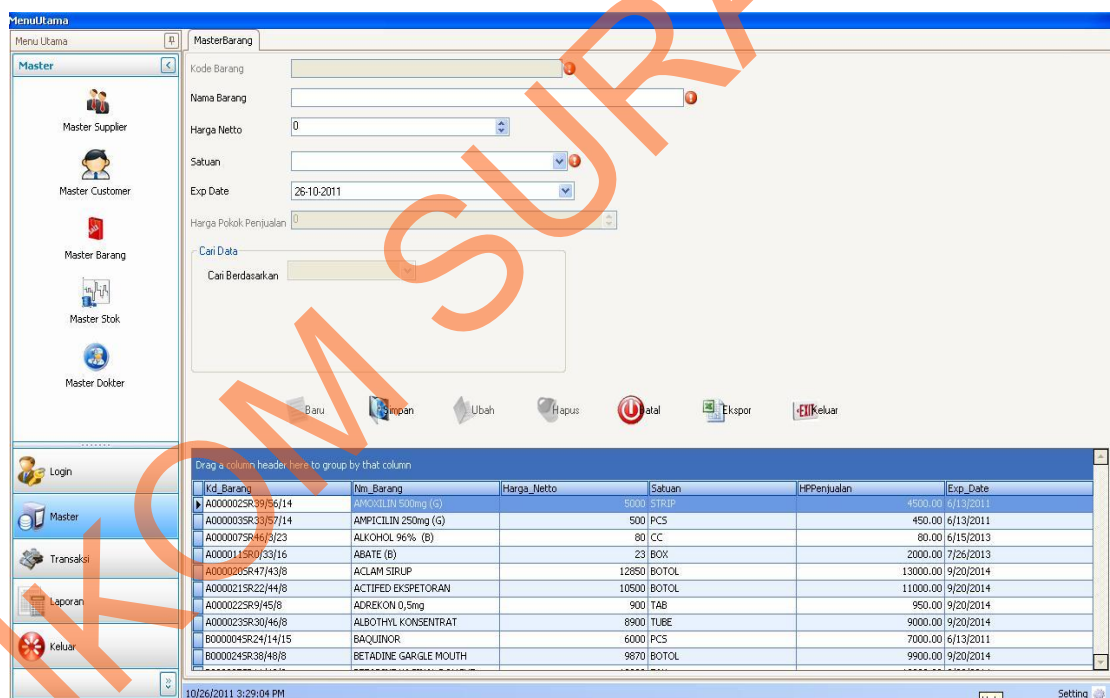 MenuUtama
Menu Utama
Master
Master Supplier
Master Customer
Master Barang
Master Stok
Master Dokter
Login
Master
Transaksi
Laporan
Keluar
MasterBarang
Kode Barang
Nama Barang
Harga Netto 0
Satuan
Exp Date 26-10-2011
Harga Pokok Penjualan 0
Cari Data
Cari Berdasarkan
Baru Simpan Ubah Hapus Batal Ekspor EXIT Keluar
Drag a column header here to group by that column
Kd_Barang Nm_Barang Harga_Netto Satuan HPPenjualan Exp_Date
A000002SR39/56/14 AMOXILIN 500mg (G) 5000 STRIP 4500.00 6/13/2011
A000003SR33/57/14 AMPICILIN 250mg (G) 500 PCS 450.00 6/13/2011
A000007SR46/3/23 ALKOHOL 96% (B) 80 CC 80.00 6/15/2013
A000011SR0/33/16 ABATE (B) 23 BOX 2000.00 7/26/2013
A000020SR47/43/8 ACLAM SIRUP 12850 BOTOL 13000.00 9/20/2014
A000021SR22/44/8 ACTIFED EKSPETORAN 10500 BOTOL 11000.00 9/20/2014
A000022SR9/45/8 ADREKON 0,5mg 900 TAB 950.00 9/20/2014
A000023SR30/46/8 ALBOTHYL KONSENTRAT 8900 TUBE 9000.00 9/20/2014
B000004SR24/14/15 BAQUINOR 6000 PCS 7000.00 6/13/2011
B000024SR38/48/8 BETADINE GARGLE MOUTH 9870 BOTOL 9900.00 9/20/2014
10/26/2011 3:29:04 PM
Setting
IKOM SURA